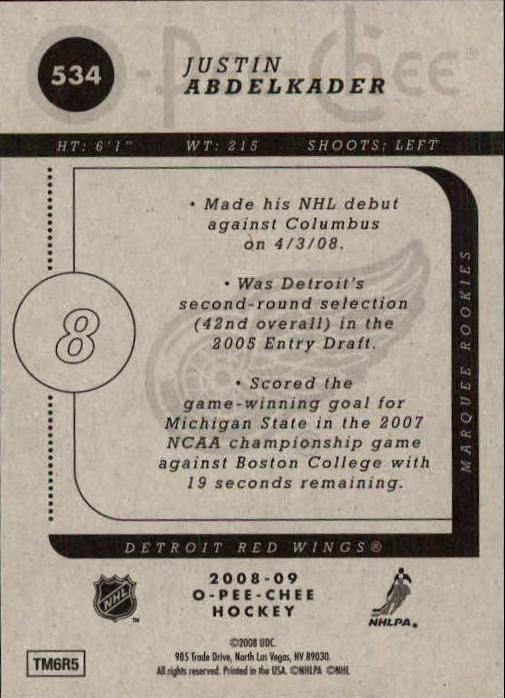 O-Pee-Chee®
534
JUSTIN
ABDELKADER
HT: 6'1" WT: 215 SHOOTS: LEFT
• Made his NHL debut
against Columbus
on 4/3/08.
8
• Was Detroit's
second-round selection
(42nd overall) in the
2005 Entry Draft.
• Scored the
game-winning goal for
Michigan State in the 2007
NCAA championship game
against Boston College with
19 seconds remaining.
MARQUEE ROOKIES
DETROIT RED WINGS®
NHL
™
2008-09
O-PEE-CHEE
HOCKEY
NHLPA®
©2008 UDC.
985 Trade Drive, North Las Vegas, NV 89030.
All rights reserved. Printed in the USA. ©NHLPA ©NHL
TM6R5